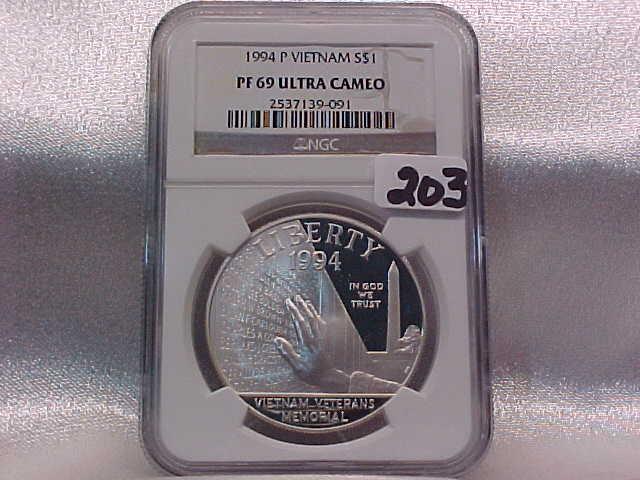 1994 P VIETNAM S$1
PF 69 ULTRA CAMEO
2537139-091
NGC
203
LIBERTY
1994
IN GOD
WE
TRUST
VIETNAM VETERANS
MEMORIAL